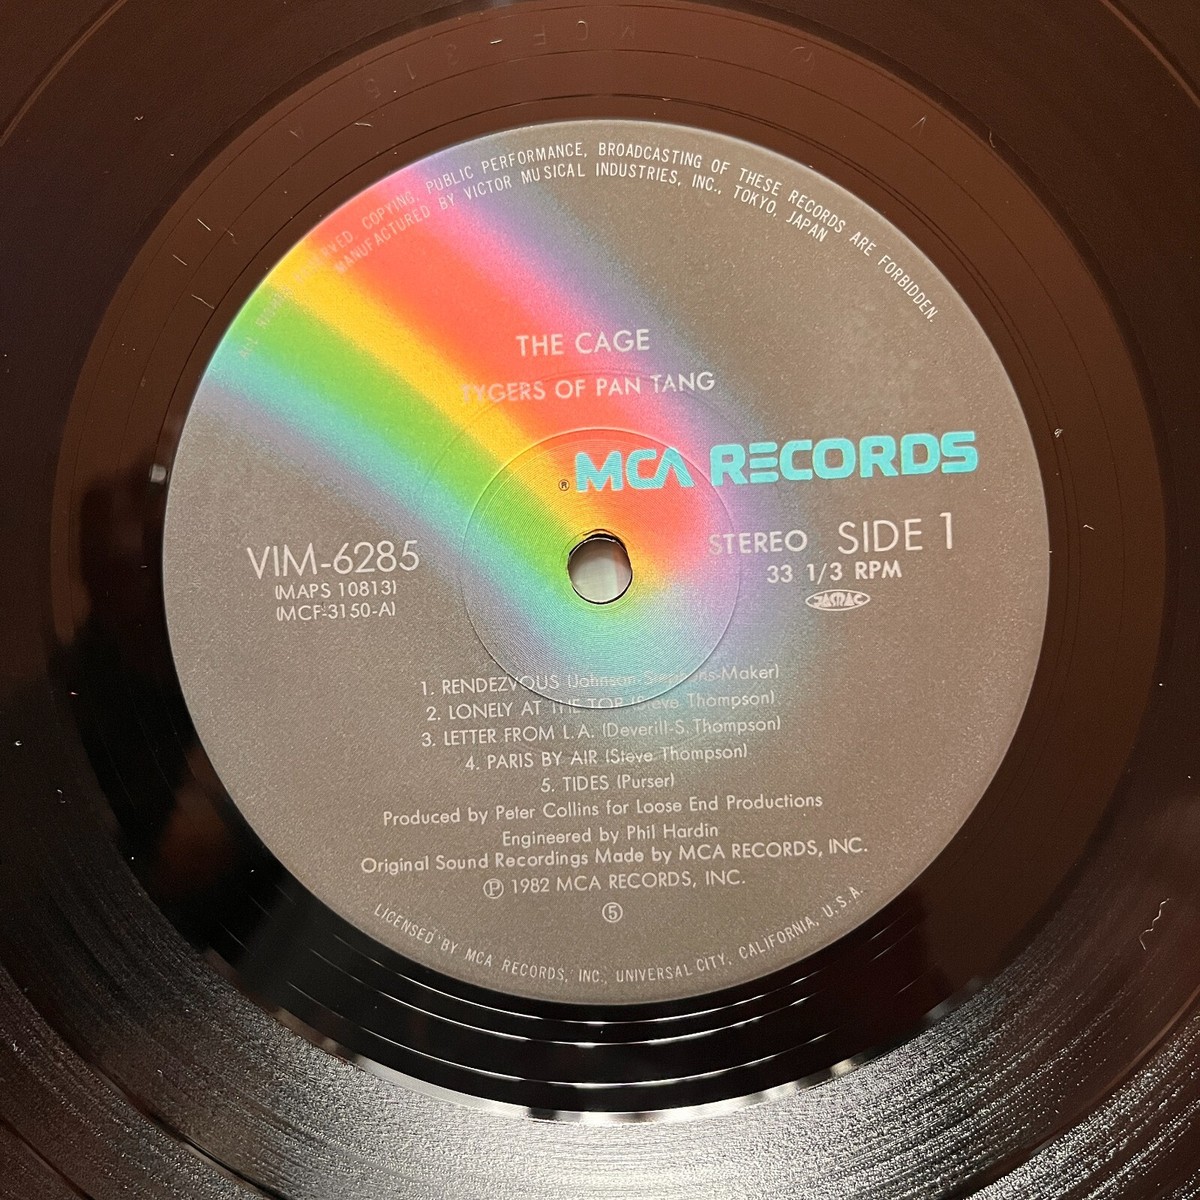 ALL RIGHTS RESERVED. COPYING, PUBLIC PERFORMANCE, BROADCASTING OF THESE RECORDS ARE FORBIDDEN.
MANUFACTURED BY VICTOR MUSICAL INDUSTRIES, INC., TOKYO, JAPAN
THE CAGE
TYGERS OF PAN TANG
® MCA RECORDS
STEREO SIDE 1
33 1/3 RPM
JASRAC
VIM-6285
(MAPS 10813)
(MCF-3150-A)
1. RENDEZVOUS (Johnson-Stephens-Maker)
2. LONELY AT THE TOP (Steve Thompson)
3. LETTER FROM L.A. (Deverill-S. Thompson)
4. PARIS BY AIR (Steve Thompson)
5. TIDES (Purser)
Produced by Peter Collins for Loose End Productions
Engineered by Phil Hardin
Original Sound Recordings Made by MCA RECORDS, INC.
Ⓟ 1982 MCA RECORDS, INC.
⑤
LICENSED BY MCA RECORDS, INC., UNIVERSAL CITY, CALIFORNIA, U.S.A.